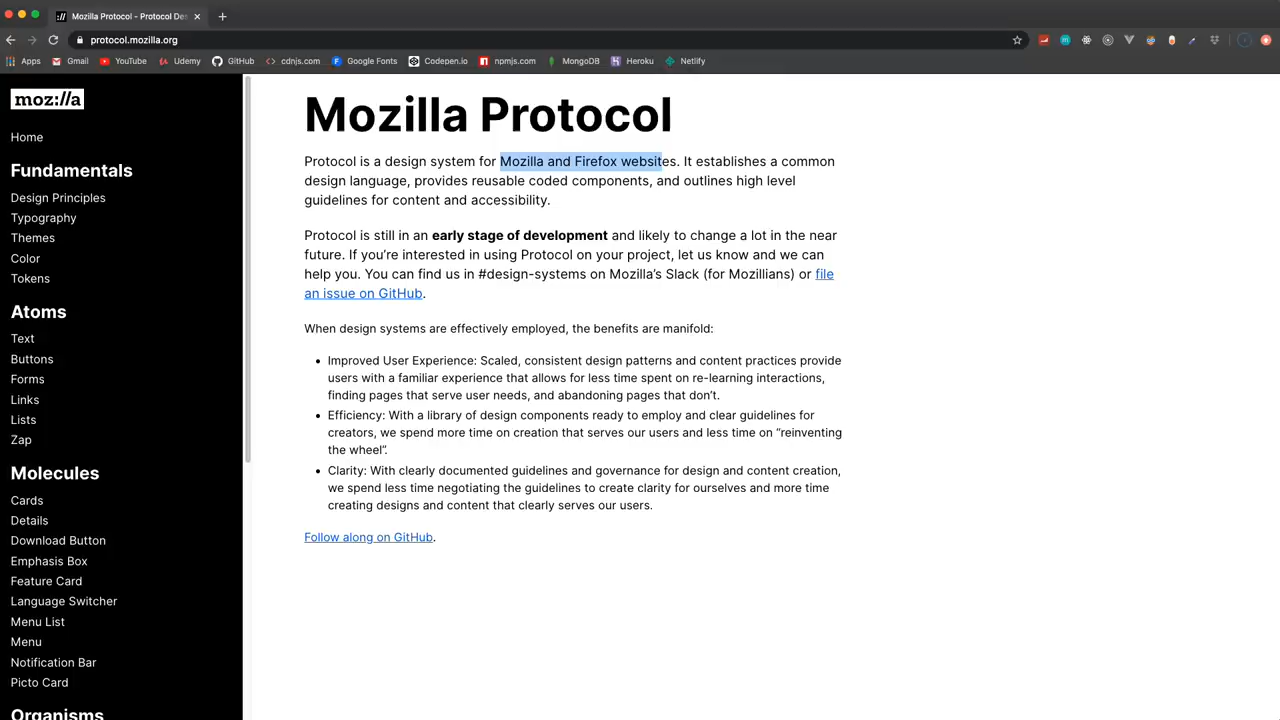 Mozilla Protocol - Protocol Des
protocol.mozilla.org
Apps Gmail YouTube Udemy GitHub cdnjs.com Google Fonts Codepen.io npmjs.com MongoDB Heroku Netlify
moz://a
Home
Fundamentals
Design Principles
Typography
Themes
Color
Tokens
Atoms
Text
Buttons
Forms
Links
Lists
Zap
Molecules
Cards
Details
Download Button
Emphasis Box
Feature Card
Language Switcher
Menu List
Menu
Notification Bar
Picto Card
Organisms
Mozilla Protocol
Protocol is a design system for Mozilla and Firefox websites. It establishes a common
design language, provides reusable coded components, and outlines high level
guidelines for content and accessibility.
Protocol is still in an early stage of development and likely to change a lot in the near
future. If you’re interested in using Protocol on your project, let us know and we can
help you. You can find us in #design-systems on Mozilla’s Slack (for Mozillians) or file
an issue on GitHub.
When design systems are effectively employed, the benefits are manifold:
• Improved User Experience: Scaled, consistent design patterns and content practices provide
users with a familiar experience that allows for less time spent on re-learning interactions,
finding pages that serve user needs, and abandoning pages that don’t.
• Efficiency: With a library of design components ready to employ and clear guidelines for
creators, we spend more time on creation that serves our users and less time on “reinventing
the wheel”.
• Clarity: With clearly documented guidelines and governance for design and content creation,
we spend less time negotiating the guidelines to create clarity for ourselves and more time
creating designs and content that clearly serves our users.
Follow along on GitHub.